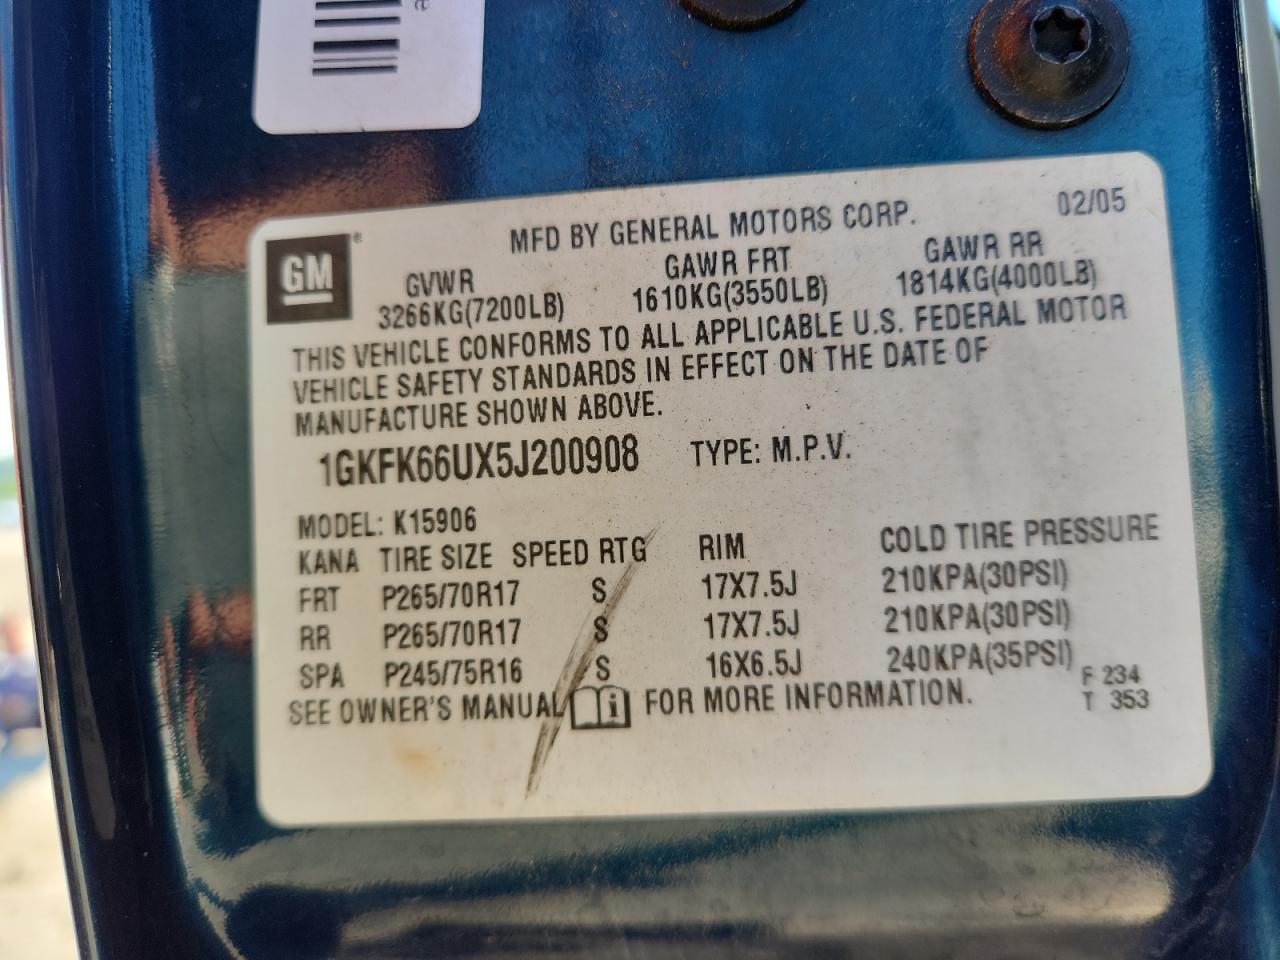 MFD BY GENERAL MOTORS CORP. 02/05
GM ®
GVWR GAWR FRT GAWR RR
3266KG(7200LB) 1610KG(3550LB) 1814KG(4000LB)
THIS VEHICLE CONFORMS TO ALL APPLICABLE U.S. FEDERAL MOTOR
VEHICLE SAFETY STANDARDS IN EFFECT ON THE DATE OF
MANUFACTURE SHOWN ABOVE.
1GKFK66UX5J200908 TYPE: M.P.V.
MODEL: K15906
KANA TIRE SIZE SPEED RTG RIM COLD TIRE PRESSURE
FRT P265/70R17 S 17X7.5J 210KPA(30PSI)
RR P265/70R17 S 17X7.5J 210KPA(30PSI)
SPA P245/75R16 S 16X6.5J 240KPA(35PSI)
SEE OWNER'S MANUAL i FOR MORE INFORMATION.
F 234
T 353